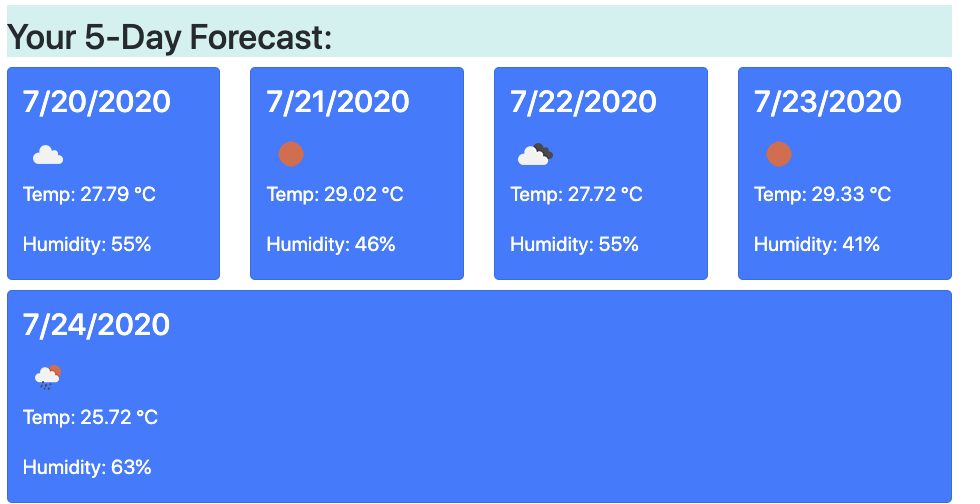 Your 5-Day Forecast:
7/20/2020
Temp: 27.79 °C
Humidity: 55%
7/21/2020
Temp: 29.02 °C
Humidity: 46%
7/22/2020
Temp: 27.72 °C
Humidity: 55%
7/23/2020
Temp: 29.33 °C
Humidity: 41%
7/24/2020
Temp: 25.72 °C
Humidity: 63%